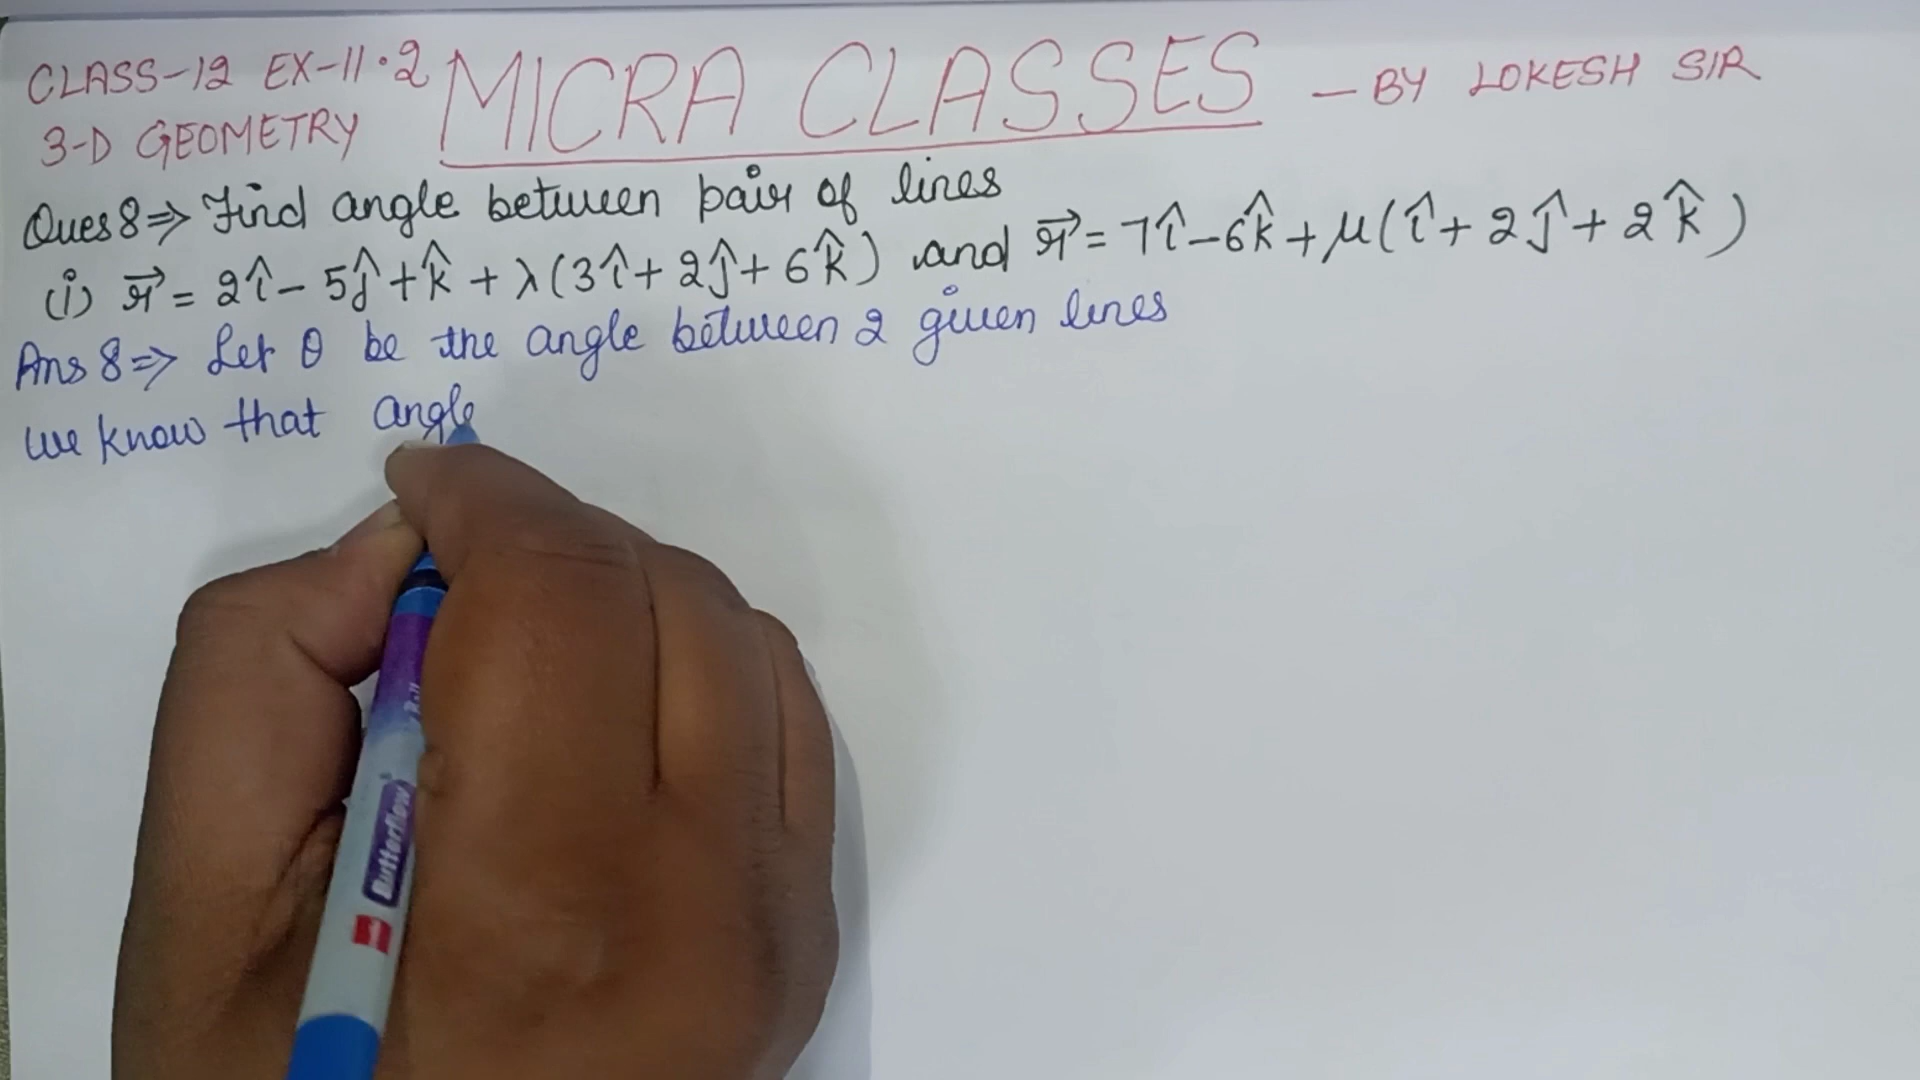 CLASS-12 EX-11.2 MICRA CLASSES - BY LOKESH SIR
3-D GEOMETRY
Ques 8⇒ Find angle between pair of lines
(i) r⃗ = 2î - 5ĵ + k̂ + λ(3î + 2ĵ + 6k̂) and r⃗ = 7î - 6k̂ + μ(î + 2ĵ + 2k̂)
Ans 8⇒ Let θ be the angle between 2 given lines
we know that angle
Butterflow